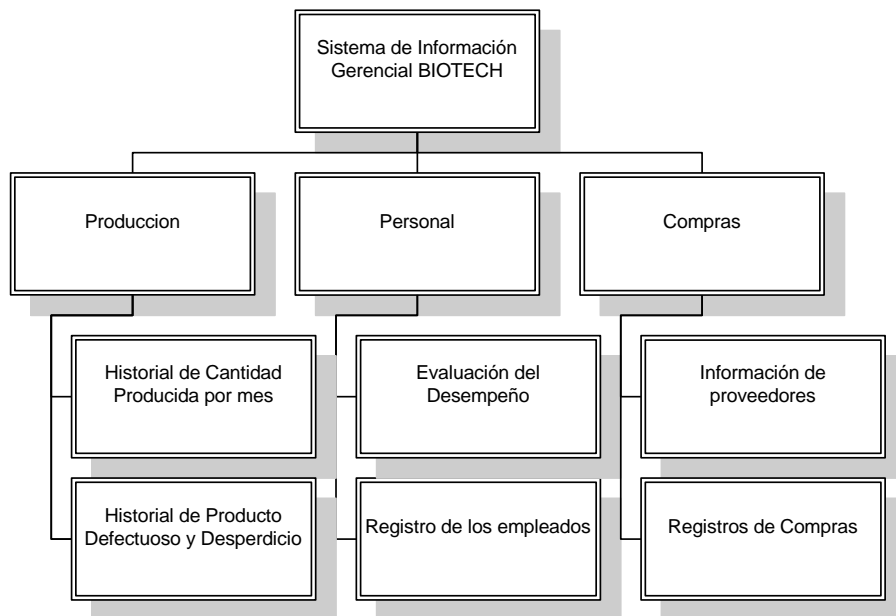 Sistema de Información
Gerencial BIOTECH
Produccion
Personal
Compras
Historial de Cantidad
Producida por mes
Evaluación del
Desempeño
Información de
proveedores
Historial de Producto
Defectuoso y Desperdicio
Registro de los empleados
Registros de Compras